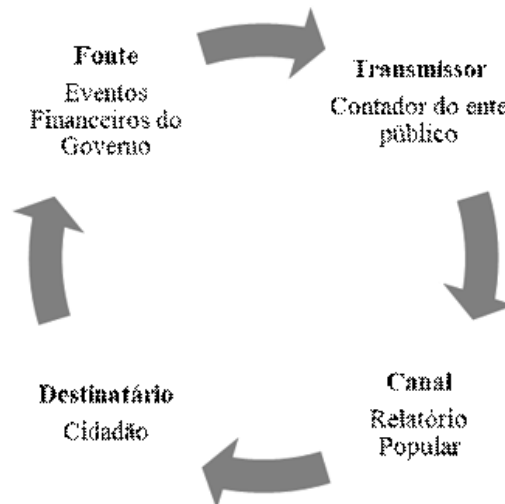 Fonte
Eventos
Financeiros do
Governo
Transmissor
Contador do ente
público
Canal
Relatório
Popular
Destinatário
Cidadão